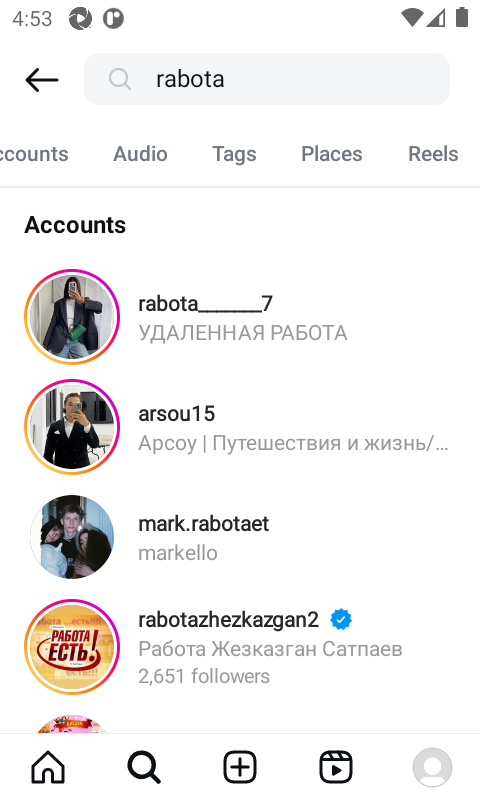 4:53
rabota
ccounts
Audio
Tags
Places
Reels
Accounts
rabota_______7
УДАЛЕННАЯ РАБОТА
arsou15
Арсоу | Путешествия и жизнь/...
mark.rabotaet
markello
РАБОТА
ЕСТЬ!
rabotazhezkazgan2
Работа Жезказган Сатпаев
2,651 followers